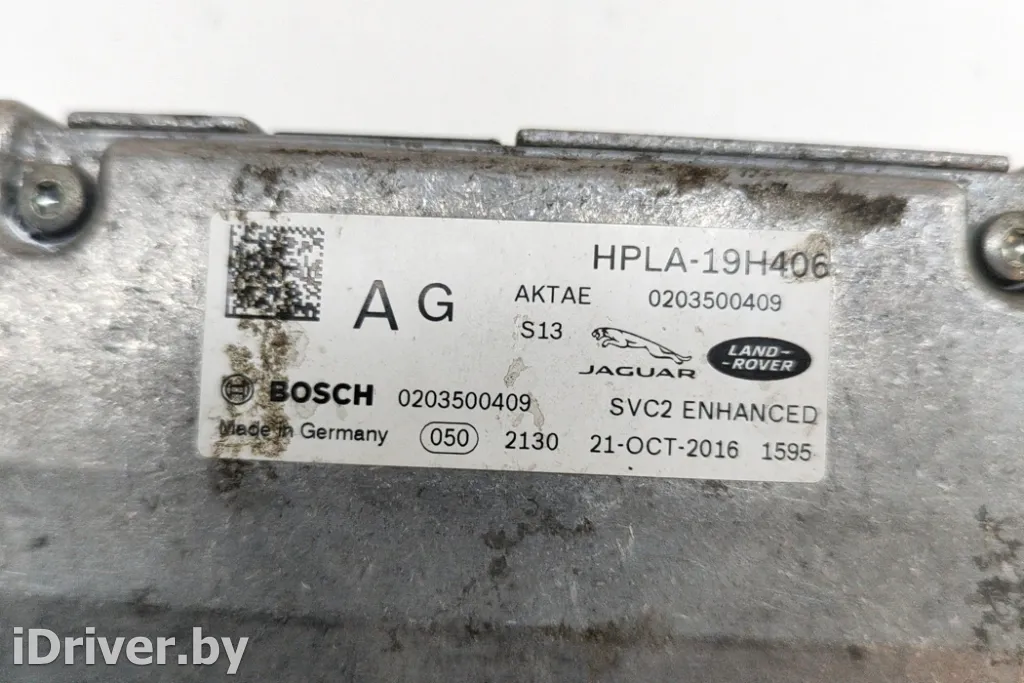 HPLA-19H406
A G
AKTAE 0203500409
S13
JAGUAR
LAND-
-ROVER
BOSCH 0203500409 SVC2 ENHANCED
Made in Germany 050 2130 21-OCT-2016 1595
iDriver.by